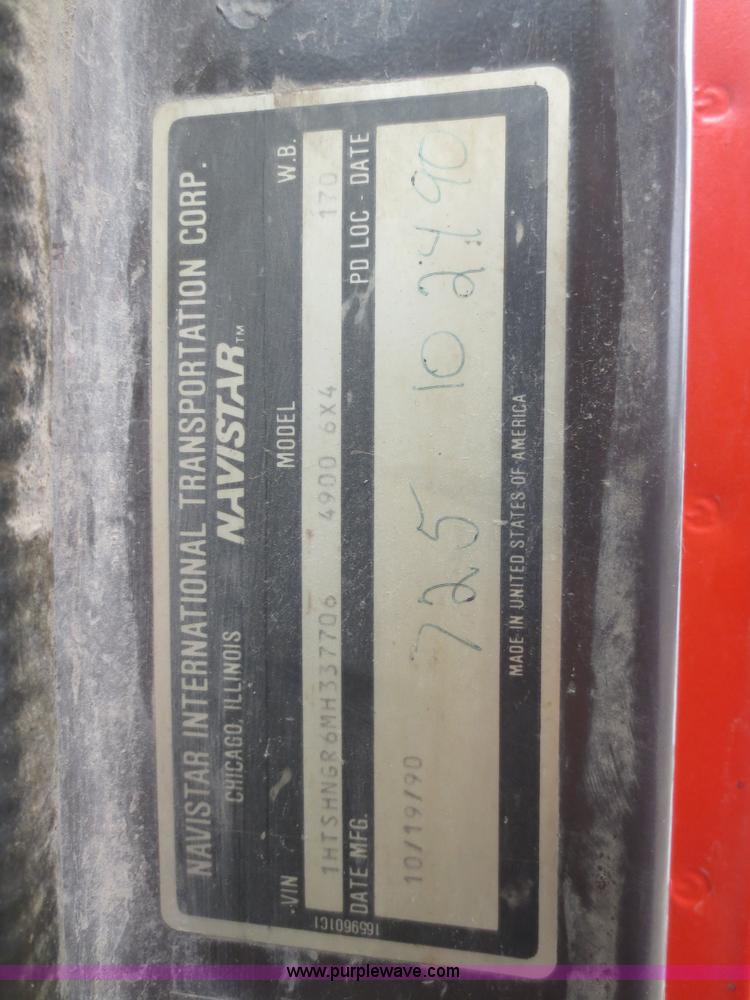 NAVISTAR INTERNATIONAL TRANSPORTATION CORP.
CHICAGO, ILLINOIS NAVISTAR™
VIN MODEL W.B.
1HTSHNGR6MH337706 4900 6X4 170
DATE MFG. PD LOC - DATE
10/19/90 725 10 24 90
MADE IN UNITED STATES OF AMERICA
1659601C1
www.purplewave.com